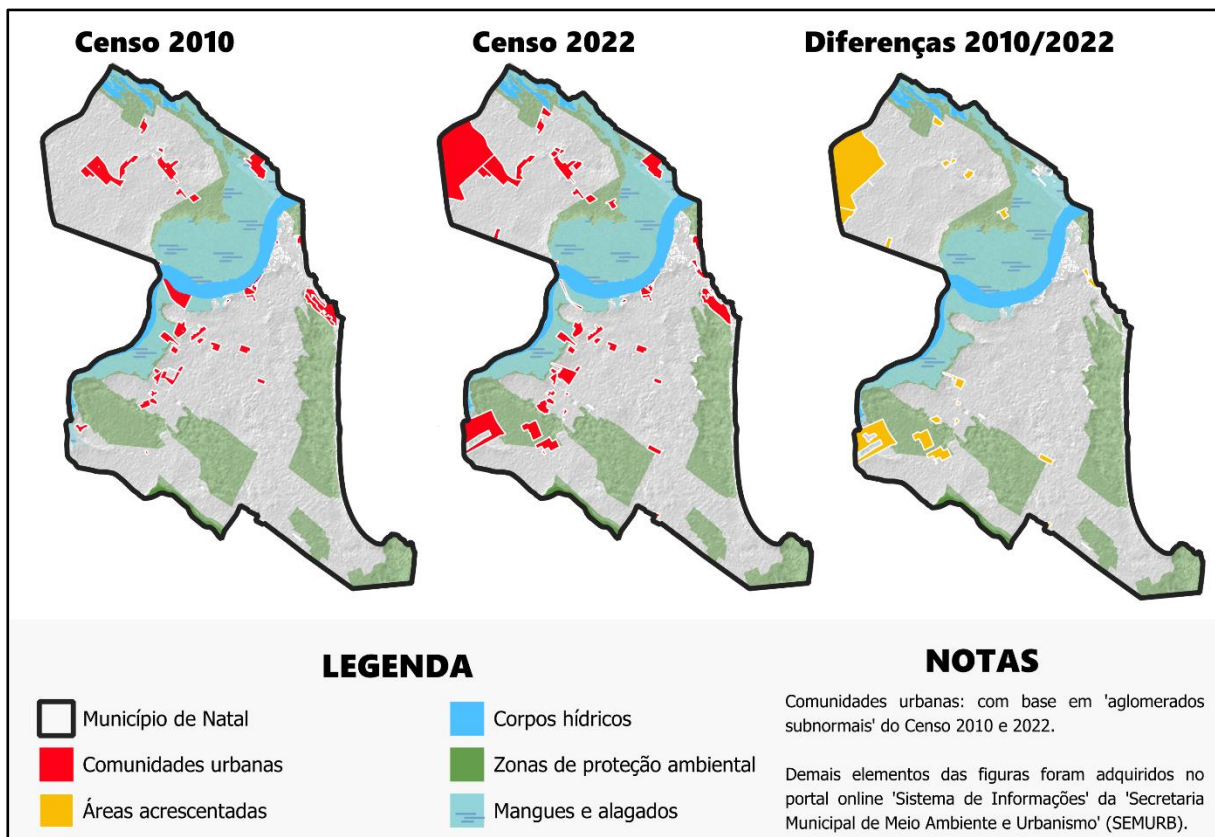 Censo 2010
Censo 2022
Diferenças 2010/2022
LEGENDA
Município de Natal
Comunidades urbanas
Áreas acrescentadas
Corpos hídricos
Zonas de proteção ambiental
Mangues e alagados
NOTAS
Comunidades urbanas: com base em 'aglomerados
subnormais' do Censo 2010 e 2022.
Demais elementos das figuras foram adquiridos no
portal online 'Sistema de Informações' da 'Secretaria
Municipal de Meio Ambiente e Urbanismo' (SEMURB).